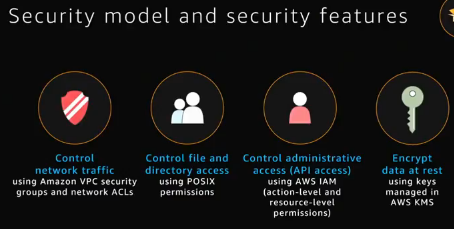 Security model and security features
Control
network traffic
using Amazon VPC security
groups and network ACLs
Control file and
directory access
using POSIX
permissions
Control administrative
access (API access)
using AWS IAM
(action-level and
resource-level
permissions)
Encrypt
data at rest
using keys
managed in
AWS KMS